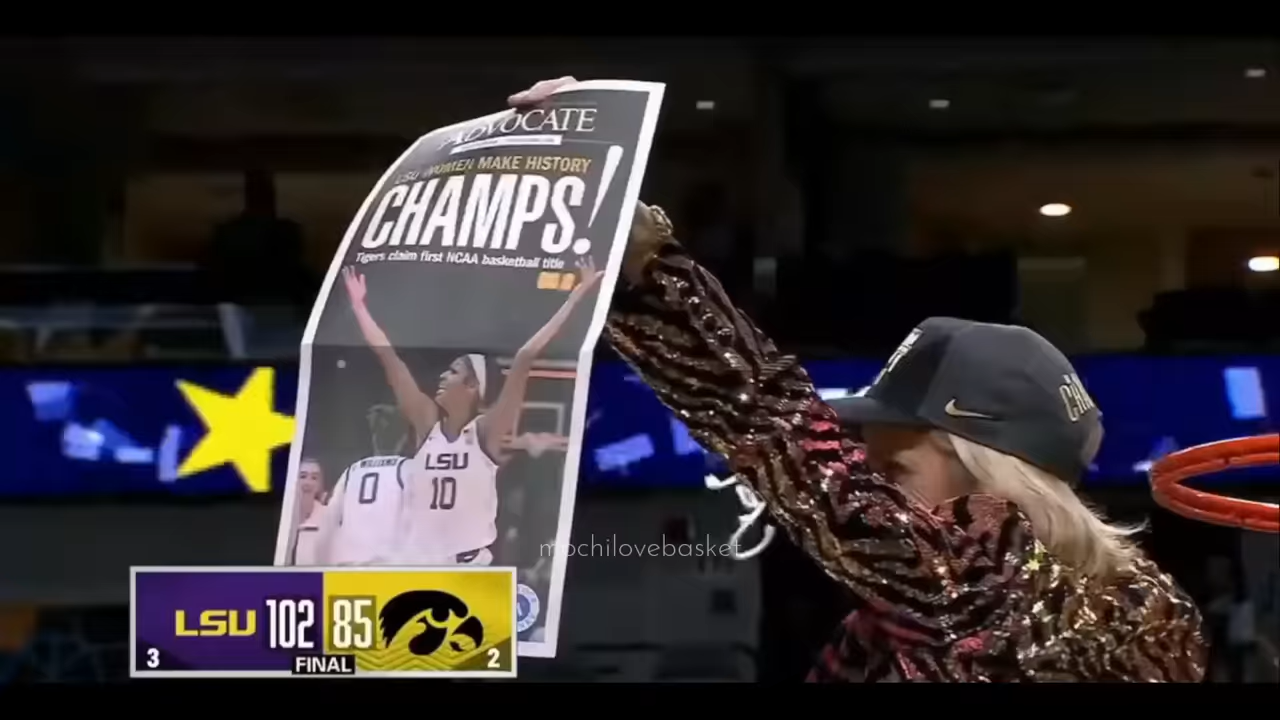 ADVOCATE
LSU WOMEN MAKE HISTORY
CHAMPS!
Tigers claim first NCAA basketball title
WILLIAMS
0
LSU
10
mochilovebasket
LSU 102 85
3 FINAL 2